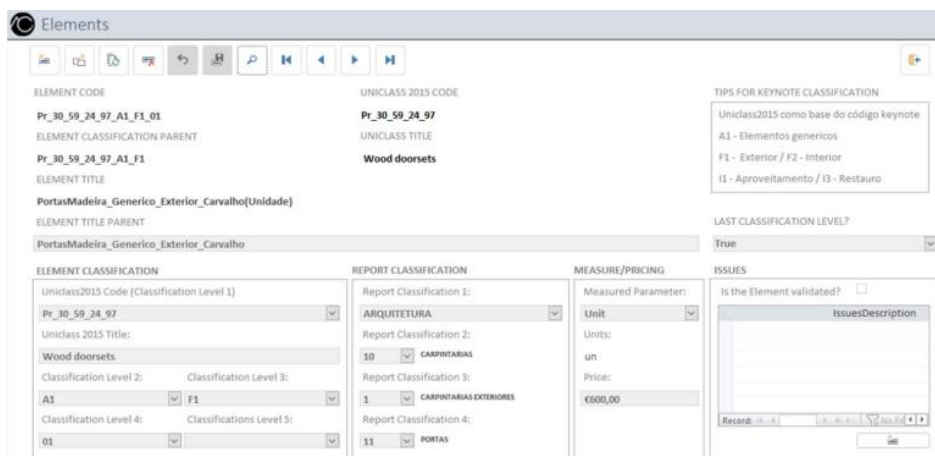 Elements
ELEMENT CODE
Pr_30_59_24_97_A1_F1_01
ELEMENT CLASSIFICATION PARENT
Pr_30_59_24_97_A1_F1
ELEMENT TITLE
PortasMadeira_Generico_Exterior_Carvalho(Unidade)
ELEMENT TITLE PARENT
PortasMadeira_Generico_Exterior_Carvalho
UNICLASS 2015 CODE
Pr_30_59_24_97
UNICLASS TITLE
Wood doorsets
TIPS FOR KEYNOTE CLASSIFICATION
Uniclass2015 como base do código keynote
A1 - Elementos genericos
F1 - Exterior / F2 - Interior
I1 - Aproveitamento / I3 - Restauro
LAST CLASSIFICATION LEVEL?
True
ELEMENT CLASSIFICATION
Uniclass2015 Code (Classification Level 1)
Pr_30_59_24_97
Uniclass 2015 Title:
Wood doorsets
Classification Level 2: Classification Level 3:
A1 F1
Classification Level 4: Classifications Level 5:
01
REPORT CLASSIFICATION
Report Classification 1:
ARQUITETURA
Report Classification 2:
10 CARPINTARIAS
Report Classification 3:
1 CARPINTARIAS EXTERIORES
Report Classification 4:
11 PORTAS
MEASURE/PRICING
Measured Parameter:
Unit
Units:
un
Price:
€600,00
ISSUES
Is the Element validated?
IssuesDescription
Record: No